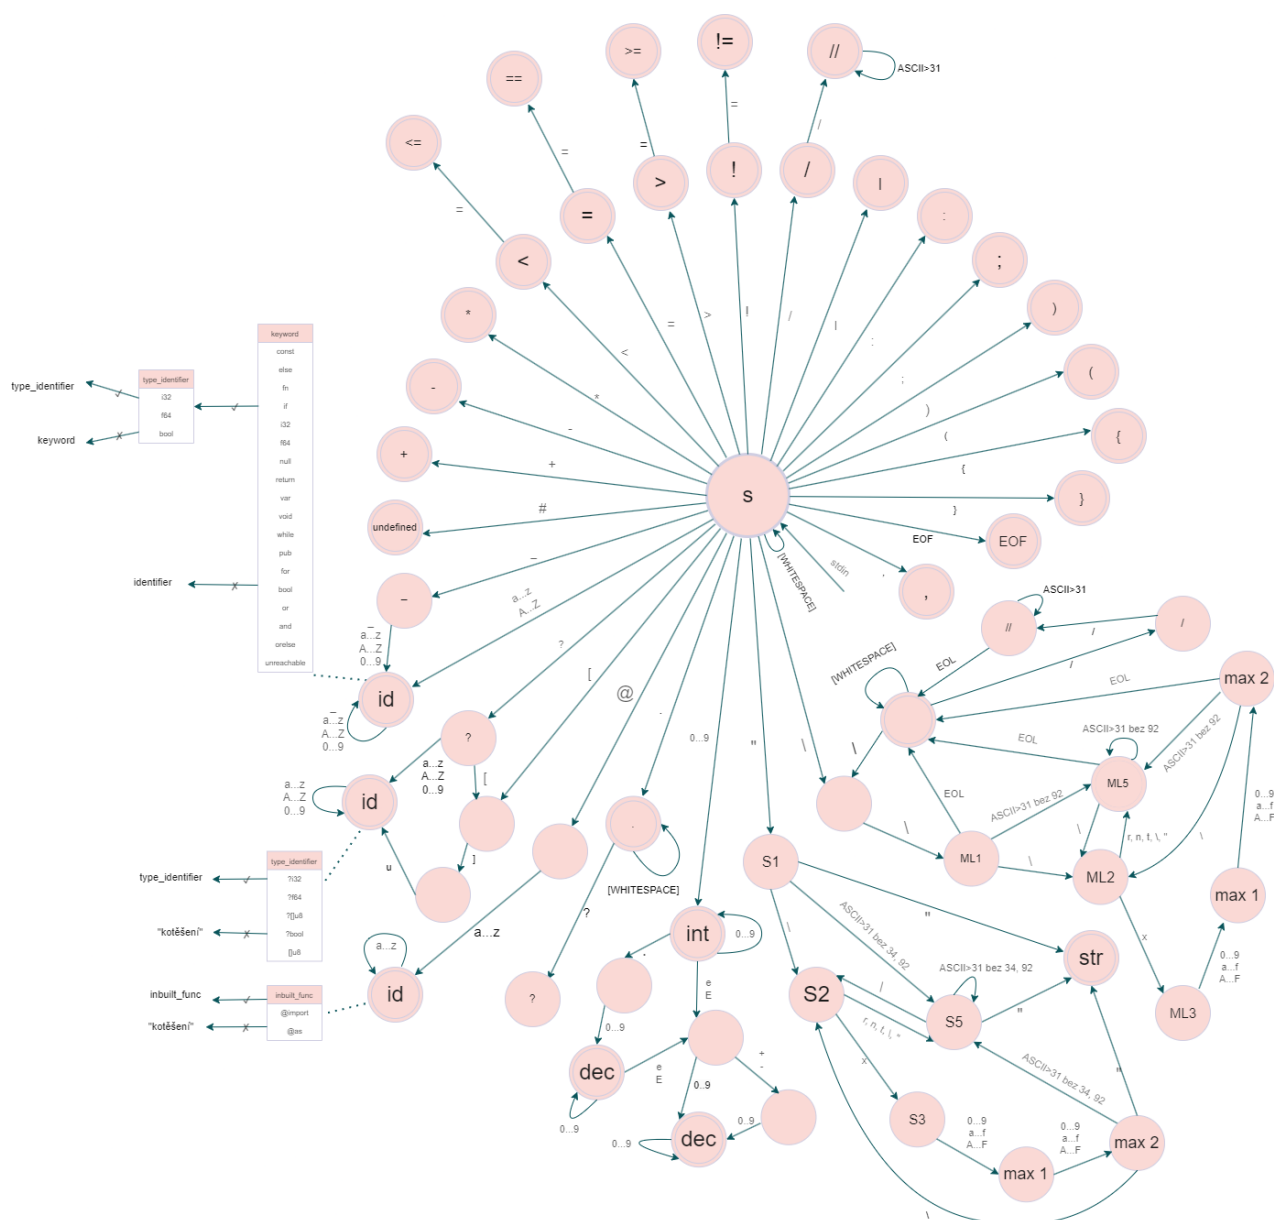 !=
>=
//
ASCII>31
==
=
/
<=
=
=
=
>
!
/
|
:
=
<
;
*
)
keyword
const
else
fn
if
i32
f64
null
return
var
void
while
pub
for
bool
or
and
orelse
unreachable
type_identifier
i32
f64
bool
type_identifier
✓
✓
keyword
X
identifier
X
=
>
!
/
|
:
<
;
*
)
-
-
(
(
+
+
{
{
}
}
s
undefined
#
EOF
EOF
[WHITESPACE]
stdin
,
,
_
_
_
a...z
A...Z
0...9
a...z
A...Z
id
_
a...z
A...Z
0...9
?
[
@
.
0...9
"
\
?
a...z
A...Z
0...9
[
id
a...z
A...Z
0...9
]
u
type_identifier
?i32
?f64
?[]u8
?bool
[]u8
type_identifier
✓
"kotěšení"
X
.
[WHITESPACE]
?
?
a...z
a...z
id
inbuilt_func
@import
@as
inbuilt_func
✓
"kotěšení"
X
int
0...9
.
e
E
0...9
dec
0...9
e
E
0..9
+
-
0..9
dec
0...9
//
ASCII>31
/
/
/
EOL
[WHITESPACE]
\
\
EOL
EOL
EOL
max 2
ASCII>31 bez 92
ASCII>31 bez 92
ASCII>31 bez 92
ML5
\
r, n, t, \, "
\
ML1
\
ML2
0...9
a...f
A...F
max 1
x
0...9
a...f
A...F
ML3
S1
"
\
ASCII>31 bez 34, 92
ASCII>31 bez 34, 92
str
S2
\
r, n, t, \, "
S5
"
x
ASCII>31 bez 34, 92
"
S3
0...9
a...f
A...F
0...9
a...f
A...F
max 2
max 1
\